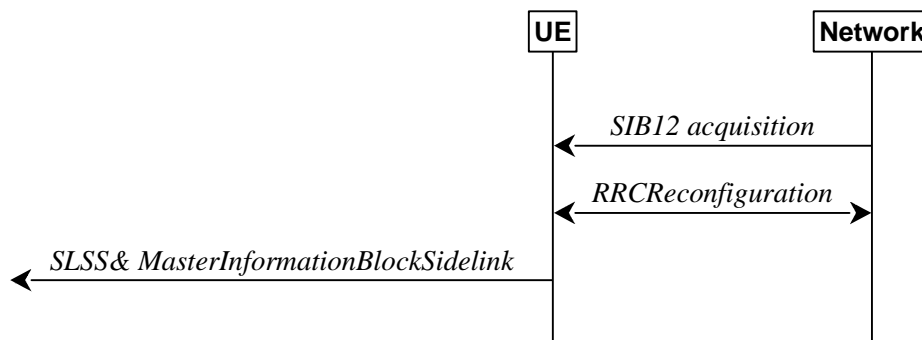 UE
Network
SIB12 acquisition
RRCReconfiguration
SLSS& MasterInformationBlockSidelink